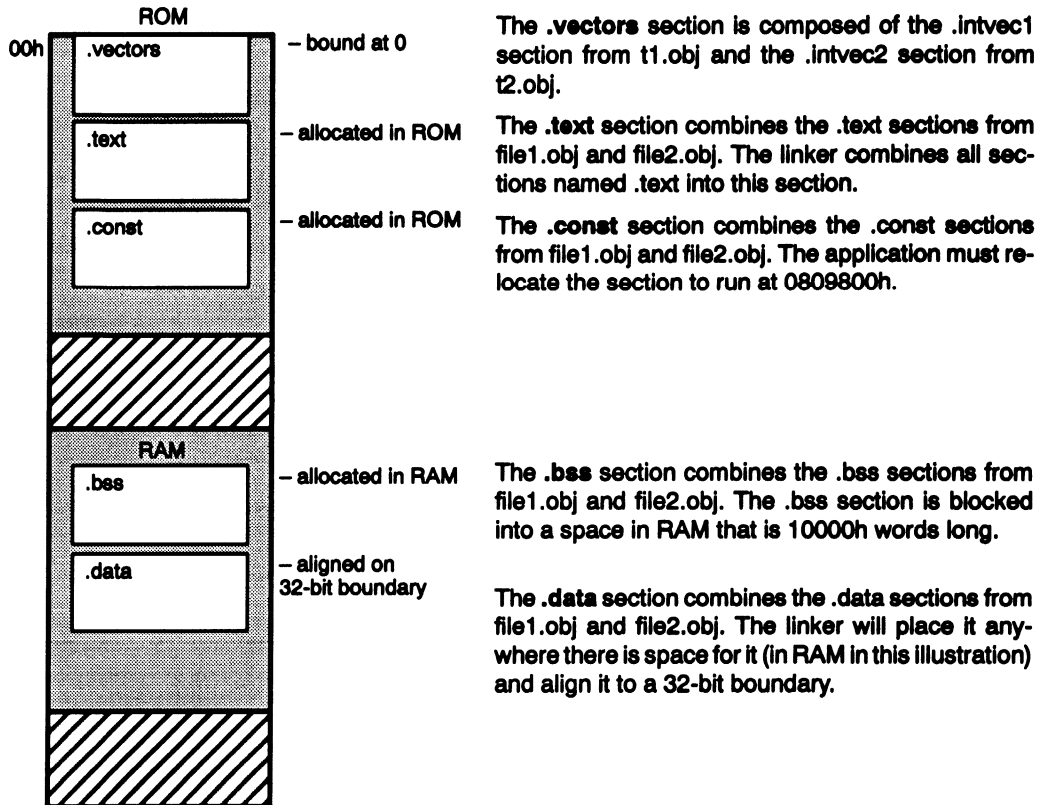 ROM
00h
.vectors
– bound at 0
The .vectors section is composed of the .intvec1
section from t1.obj and the .intvec2 section from
t2.obj.
.text
– allocated in ROM
The .text section combines the .text sections from
file1.obj and file2.obj. The linker combines all sec-
tions named .text into this section.
.const
– allocated in ROM
The .const section combines the .const sections
from file1.obj and file2.obj. The application must re-
locate the section to run at 0809800h.
RAM
.bss
– allocated in RAM
The .bss section combines the .bss sections from
file1.obj and file2.obj. The .bss section is blocked
into a space in RAM that is 10000h words long.
.data
– aligned on
32-bit boundary
The .data section combines the .data sections from
file1.obj and file2.obj. The linker will place it any-
where there is space for it (in RAM in this illustration)
and align it to a 32-bit boundary.